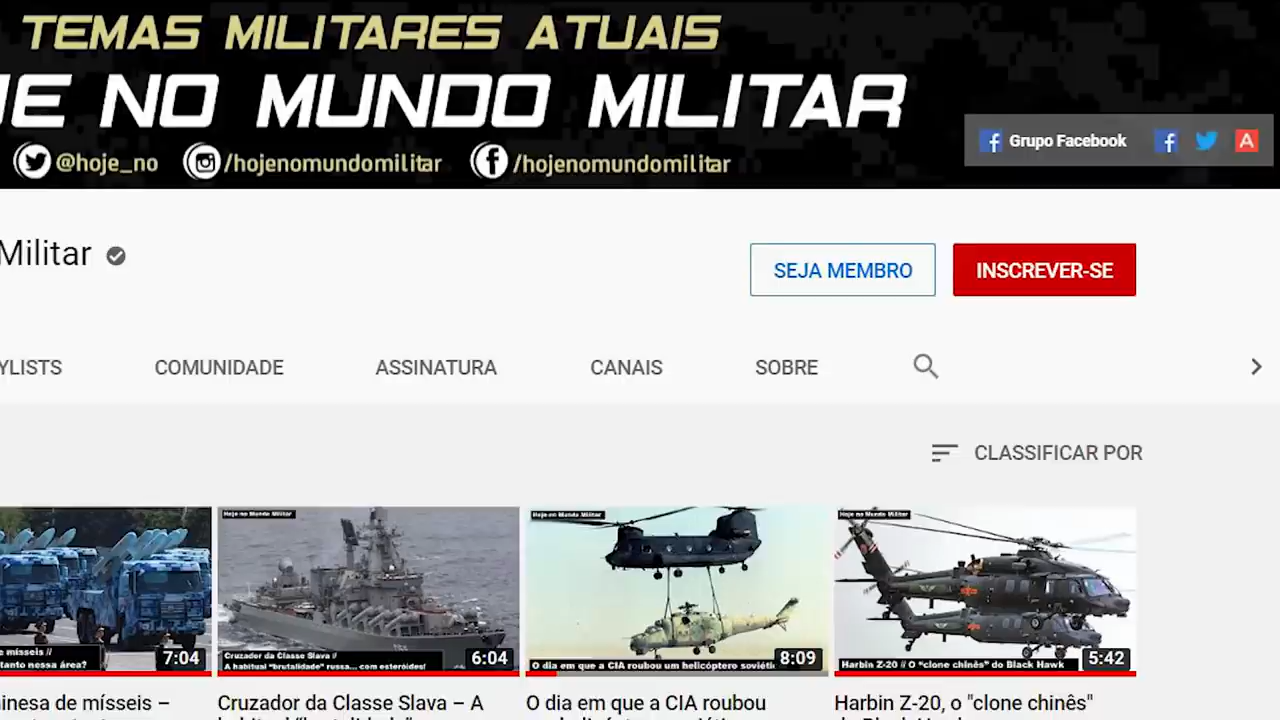 TEMAS MILITARES ATUAIS
JE NO MUNDO MILITAR
@hoje_no /hojenomundomilitar /hojenomundomilitar
Grupo Facebook
Militar
SEJA MEMBRO
INSCREVER-SE
YLISTS COMUNIDADE ASSINATURA CANAIS SOBRE
CLASSIFICAR POR
e mísseis //
tanto nessa área?
7:04
Hoje no Mundo Militar
Cruzador da Classe Slava //
A habitual "brutalidade" russa... com esteróides!
6:04
Hoje no Mundo Militar
O dia em que a CIA roubou um helicóptero soviétic
8:09
Hoje no Mundo Militar
Harbin Z-20 // O "clone chinês" do Black Hawk
5:42
inesa de mísseis –
Cruzador da Classe Slava – A
O dia em que a CIA roubou
Harbin Z-20, o "clone chinês"